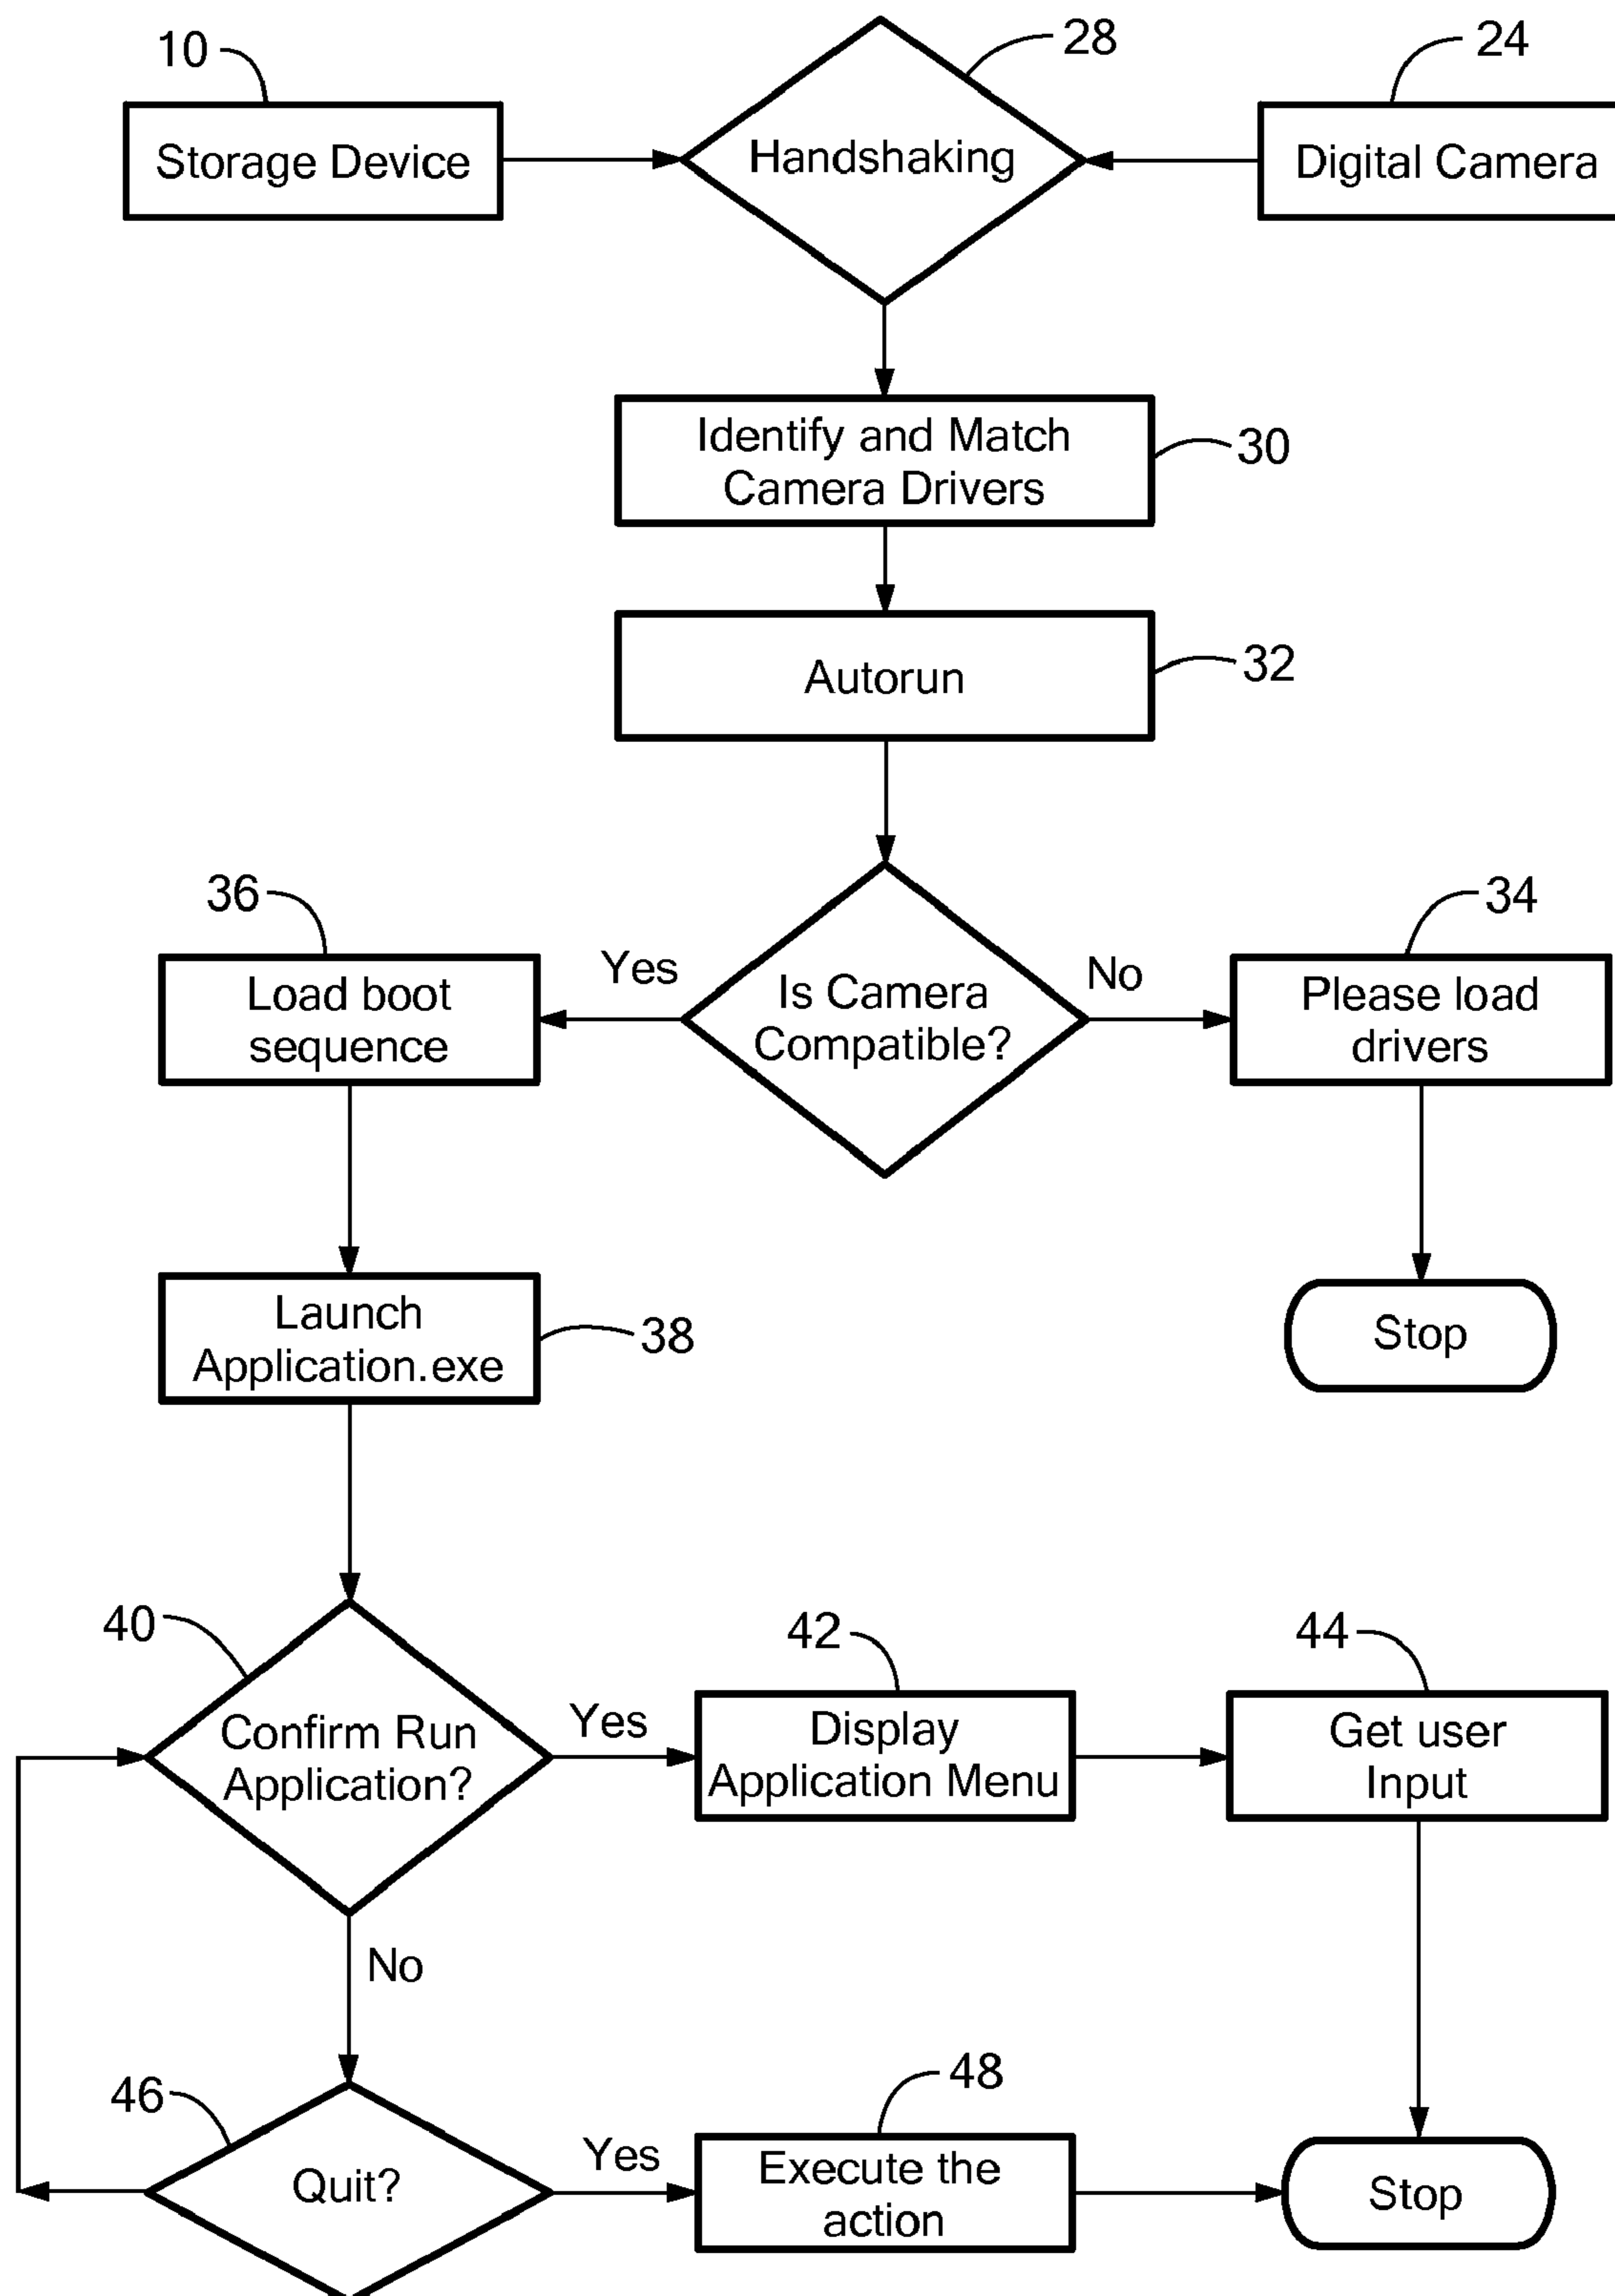 10
28
24
Storage Device
Handshaking
Digital Camera
Identify and Match
Camera Drivers
30
Autorun
32
36
34
Load boot
sequence
Yes
Is Camera
Compatible?
No
Please load
drivers
Launch
Application.exe
38
Stop
40
42
44
Confirm Run
Application?
Yes
Display
Application Menu
Get user
Input
No
46
48
Quit?
Yes
Execute the
action
Stop